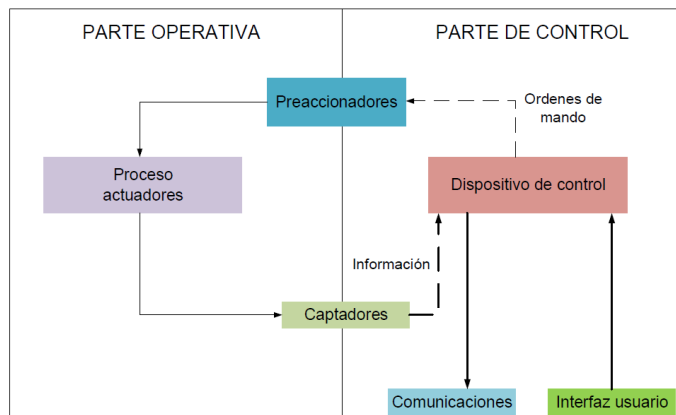 PARTE OPERATIVA
PARTE DE CONTROL
Preaccionadores
Ordenes de
mando
Proceso
actuadores
Dispositivo de control
Información
Captadores
Comunicaciones
Interfaz usuario